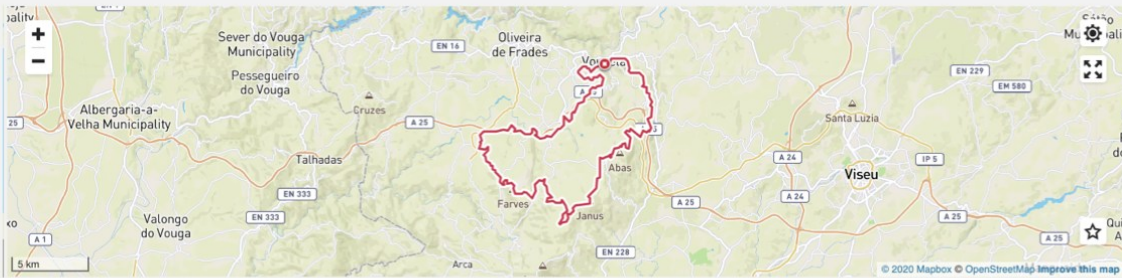 Sever do Vouga
Municipality
Oliveira
de Frades
EN 16
Pessegueiro
do Vouga
EN 229
EM 580
Cruzes
Albergaria-a-
Velha Municipality
Santa Luzia
25
A 25
Talhadas
A 24
IP 5
Abas
Viseu
EN 333
Farves
A 25
A 24
Valongo
do Vouga
EN 333
Janus
A 25
A 1
A 25
EN 228
5 km
Arca
© 2020 Mapbox © OpenStreetMap Improve this map